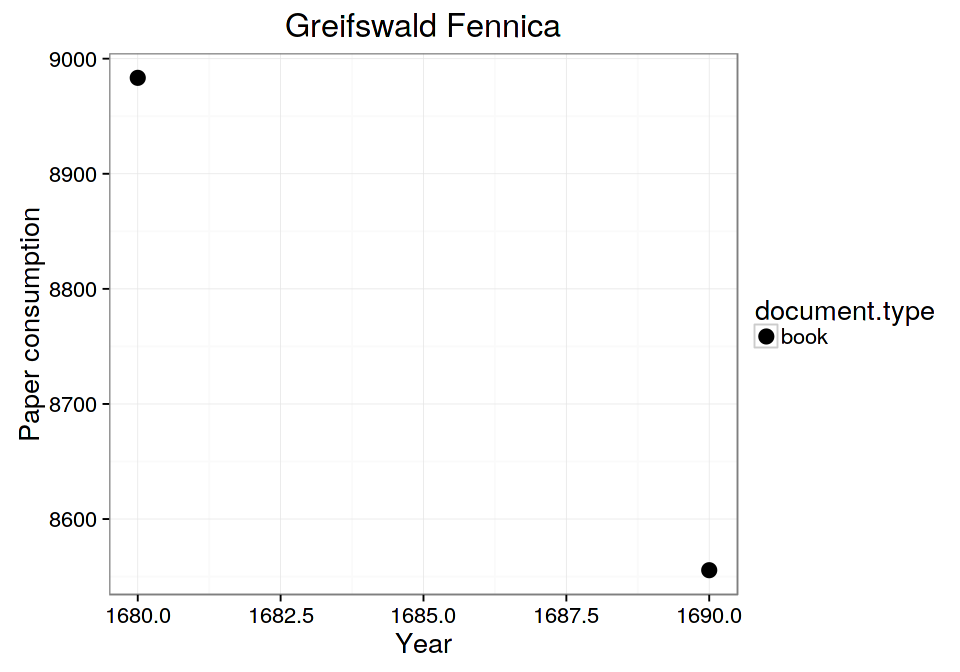 Greifswald Fennica
9000
8900
8800
8700
8600
Paper consumption
1680.0 1682.5 1685.0 1687.5 1690.0
Year
document.type
book